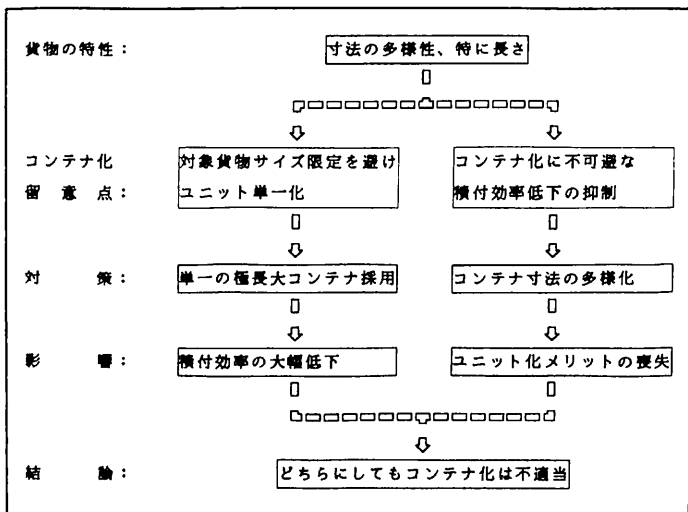 貨物の特性：
寸法の多様性、特に長さ
コンテナ化
留意点：
対象貨物サイズ限定を避け
ユニット単一化
コンテナ化に不可避な
積付効率低下の抑制
対策：
単一の極長大コンテナ採用
コンテナ寸法の多様化
影響：
積付効率の大幅低下
ユニット化メリットの喪失
結論：
どちらにしてもコンテナ化は不適当